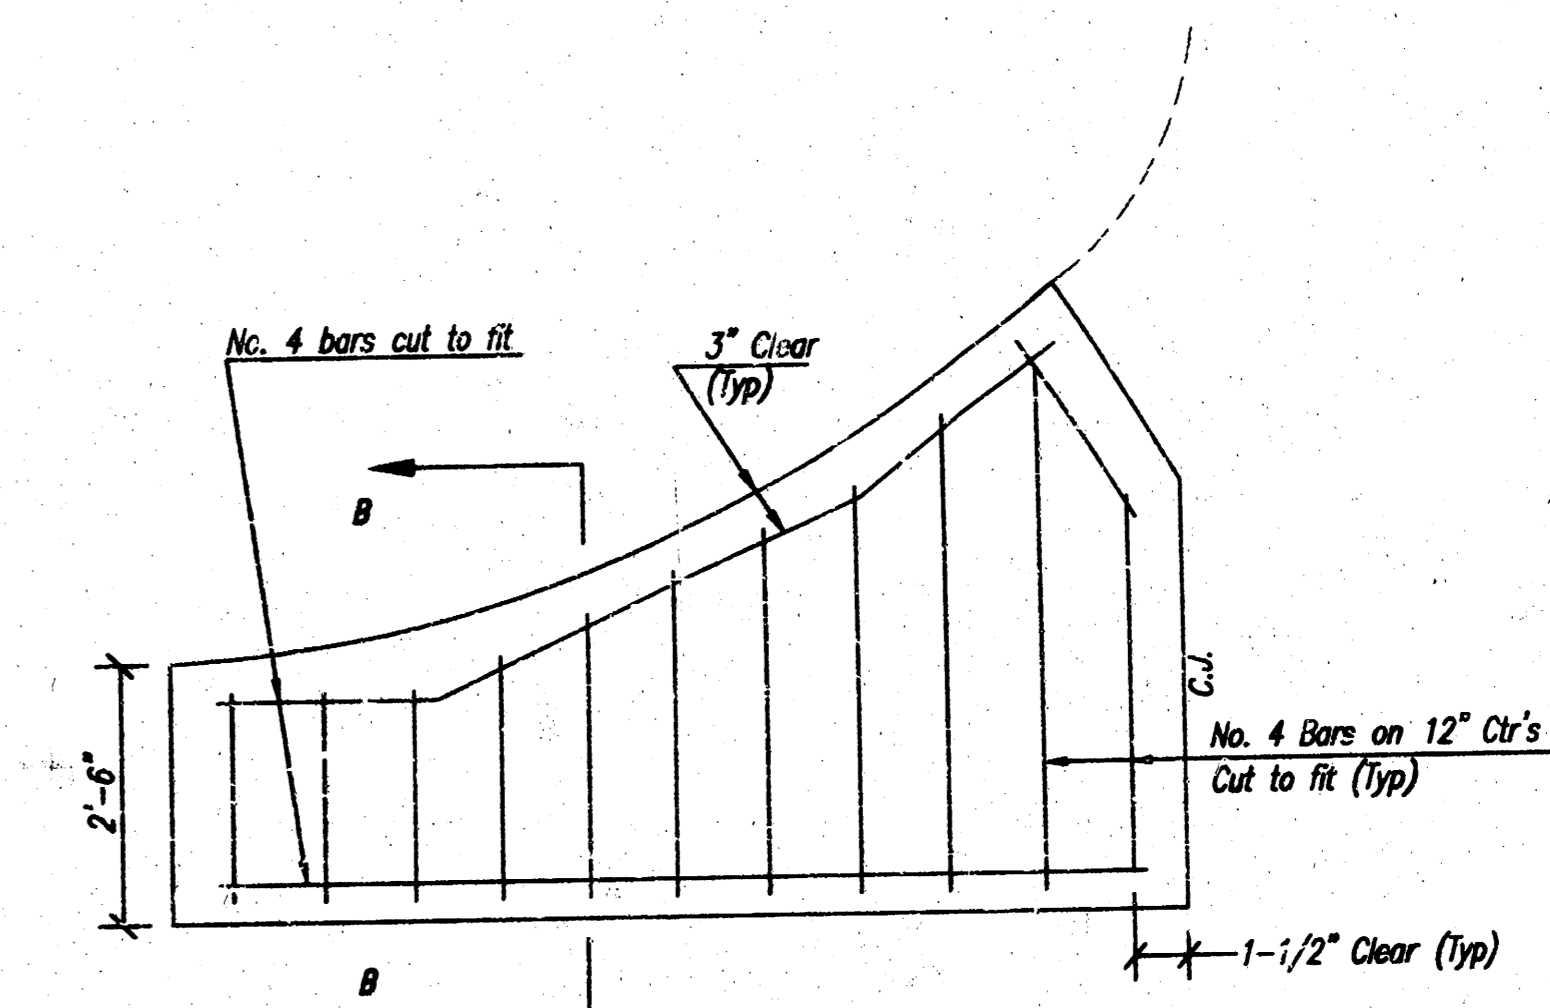 No. 4 bars cut to fit
3" Clear
(Typ)
B
2'-6"
C.J.
No. 4 Bars on 12" Ctr's
Cut to fit (Typ)
B
1-1/2" Clear (Typ)